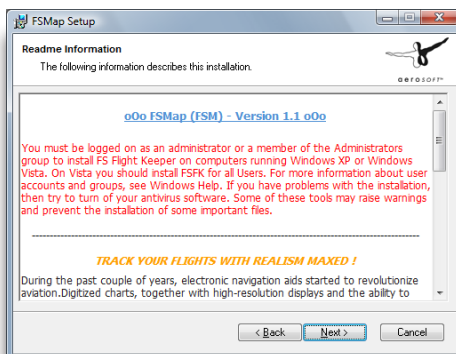 FSMap Setup
Readme Information
The following information describes this installation.
aerosoft™
oOo FSMap (FSM) - Version 1.1 oOo
You must be logged on as an administrator or a member of the Administrators
group to install FS Flight Keeper on computers running Windows XP or Windows
Vista. On Vista you should install FSFK for all Users. For more information about user
accounts and groups, see Windows Help. If you have problems with the installation,
then try to turn of your antivirus software. Some of these tools may raise warnings
and prevent the installation of some important files.
TRACK YOUR FLIGHTS WITH REALISM MAXED !
During the past couple of years, electronic navigation aids started to revolutionize
aviation.Digitized charts, together with high-resolution displays and the ability to
< Back Next > Cancel